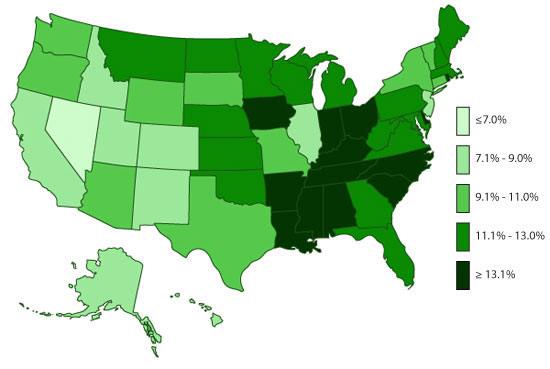 ≤7.0%
7.1% - 9.0%
9.1% - 11.0%
11.1% - 13.0%
≥ 13.1%